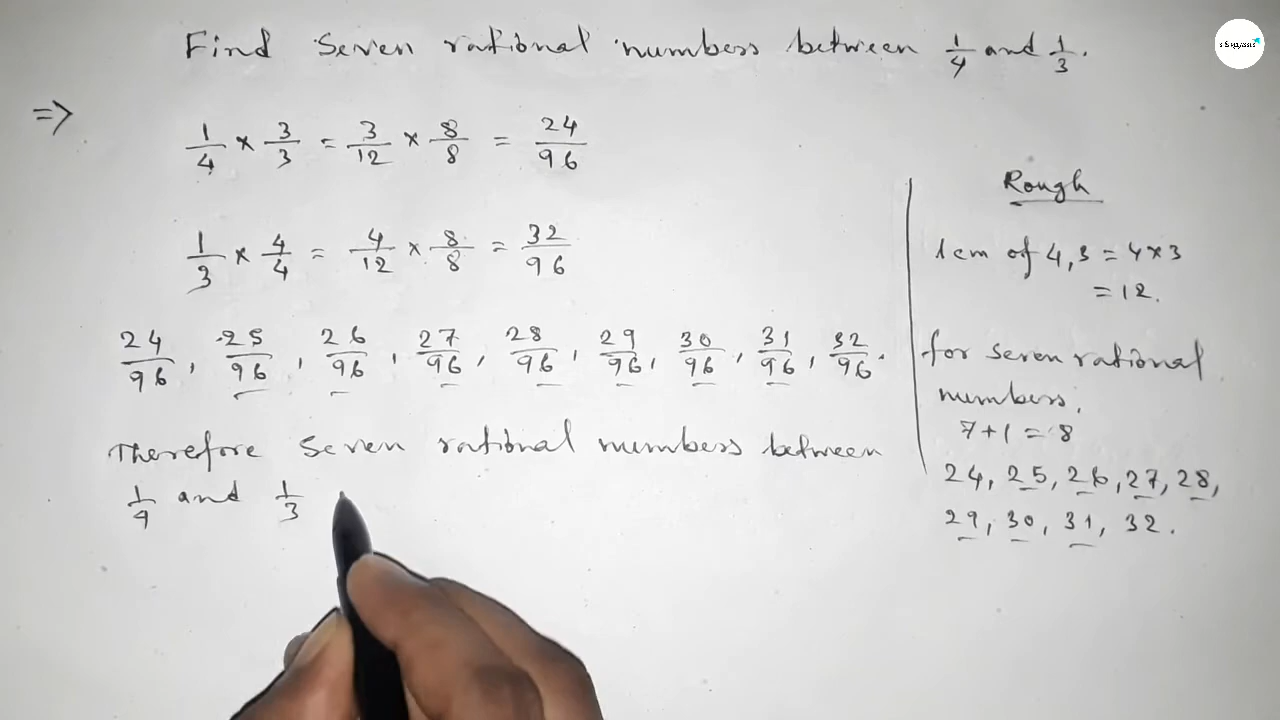 Find seven rational numbers between 1/4 and 1/3.
=> 1/4 × 3/3 = 3/12 × 8/8 = 24/96
1/3 × 4/4 = 4/12 × 8/8 = 32/96
24/96, 25/96, 26/96, 27/96, 28/96, 29/96, 30/96, 31/96, 32/96.
Therefore seven rational numbers between
1/4 and 1/3
Rough
lcm of 4,3 = 4×3
= 12.
for seven rational
numbers,
7+1 = 8
24, 25, 26, 27, 28,
29, 30, 31, 32.